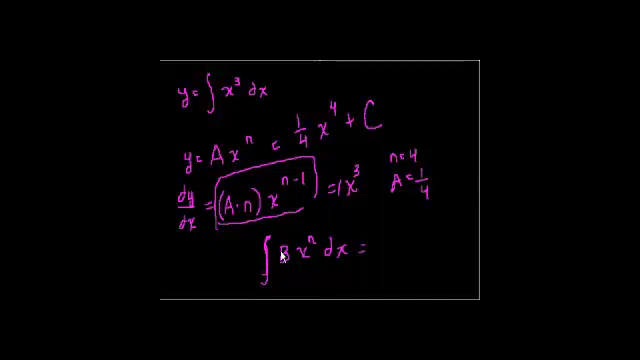 y = ∫ x³ dx
y = A xⁿ = 1/4 x⁴ + C
dy/dx = (A·n) xⁿ⁻¹ = 1x³
n = 4
A = 1/4
∫ B xⁿ dx =